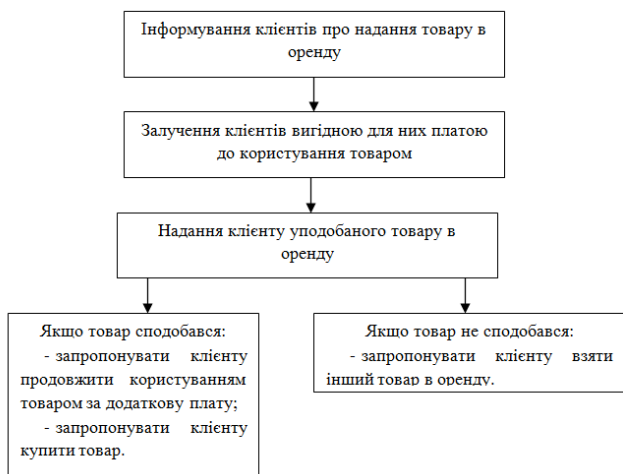 Інформування клієнтів про надання товару в
оренду
Залучення клієнтів вигідною для них платою
до користування товаром
Надання клієнту уподобаного товару в
оренду
Якщо товар сподобався:
- запропонувати клієнту
продовжити користуванням
товаром за додаткову плату;
- запропонувати клієнту
купити товар.
Якщо товар не сподобався:
- запропонувати клієнту взяти
інший товар в оренду.